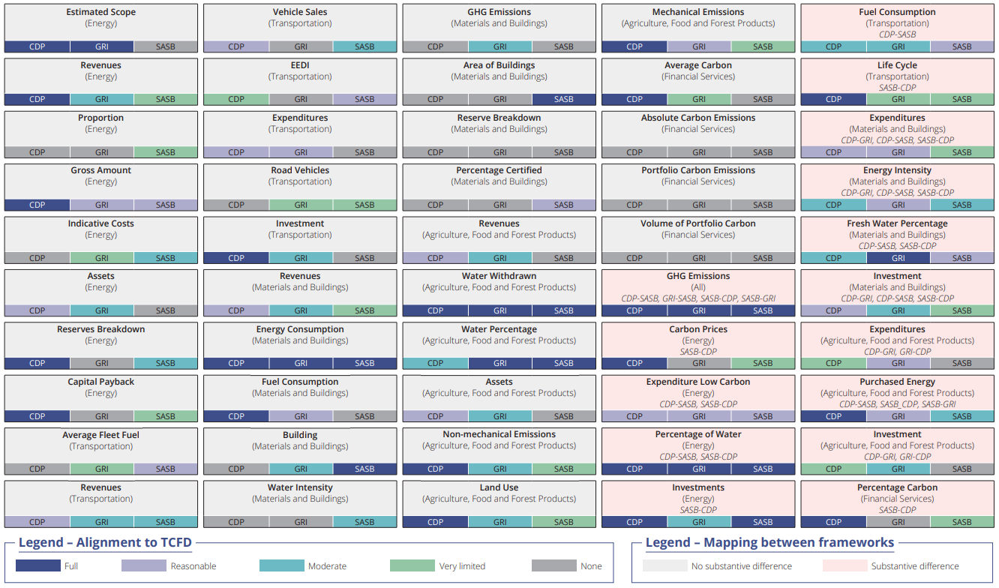 Estimated Scope
(Energy)
CDP GRI SASB
Vehicle Sales
(Transportation)
CDP GRI SASB
GHG Emissions
(Materials and Buildings)
CDP GRI SASB
Mechanical Emissions
(Agriculture, Food and Forest Products)
CDP GRI SASB
Fuel Consumption
(Transportation)
CDP-SASB
CDP GRI SASB
Revenues
(Energy)
CDP GRI SASB
EEDI
(Transportation)
CDP GRI SASB
Area of Buildings
(Materials and Buildings)
CDP GRI SASB
Average Carbon
(Financial Services)
CDP GRI SASB
Life Cycle
(Transportation)
SASB-CDP
CDP GRI SASB
Proportion
(Energy)
CDP GRI SASB
Expenditures
(Transportation)
CDP GRI SASB
Reserve Breakdown
(Materials and Buildings)
CDP GRI SASB
Absolute Carbon Emissions
(Financial Services)
CDP GRI SASB
Expenditures
(Materials and Buildings)
CDP-GRI, CDP-SASB, SASB-CDP
CDP GRI SASB
Gross Amount
(Energy)
CDP GRI SASB
Road Vehicles
(Transportation)
CDP GRI SASB
Percentage Certified
(Materials and Buildings)
CDP GRI SASB
Portfolio Carbon Emissions
(Financial Services)
CDP GRI SASB
Energy Intensity
(Materials and Buildings)
CDP-GRI, CDP-SASB, SASB-CDP
CDP GRI SASB
Indicative Costs
(Energy)
CDP GRI SASB
Investment
(Transportation)
CDP GRI SASB
Revenues
(Agriculture, Food and Forest Products)
CDP GRI SASB
Volume of Portfolio Carbon
(Financial Services)
CDP GRI SASB
Fresh Water Percentage
(Materials and Buildings)
CDP-SASB, SASB-CDP
CDP GRI SASB
Assets
(Energy)
CDP GRI SASB
Revenues
(Materials and Buildings)
CDP GRI SASB
Water Withdrawn
(Agriculture, Food and Forest Products)
CDP GRI SASB
GHG Emissions
(All)
CDP-SASB, GRI-SASB, SASB-CDP, SASB-GRI
CDP GRI SASB
Investment
(Materials and Buildings)
CDP-GRI, CDP-SASB, SASB-CDP
CDP GRI SASB
Reserves Breakdown
(Energy)
CDP GRI SASB
Energy Consumption
(Materials and Buildings)
CDP GRI SASB
Water Percentage
(Agriculture, Food and Forest Products)
CDP GRI SASB
Carbon Prices
(Energy)
SASB-CDP
CDP GRI SASB
Expenditures
(Agriculture, Food and Forest Products)
CDP-GRI, GRI-CDP
CDP GRI SASB
Capital Payback
(Energy)
CDP GRI SASB
Fuel Consumption
(Materials and Buildings)
CDP GRI SASB
Assets
(Agriculture, Food and Forest Products)
CDP GRI SASB
Expenditure Low Carbon
(Energy)
CDP-SASB, SASB-CDP
CDP GRI SASB
Purchased Energy
(Agriculture, Food and Forest Products)
CDP-SASB, SASB_CDP, SASB-GRI
CDP GRI SASB
Average Fleet Fuel
(Transportation)
CDP GRI SASB
Building
(Materials and Buildings)
CDP GRI SASB
Non-mechanical Emissions
(Agriculture, Food and Forest Products)
CDP GRI SASB
Percentage of Water
(Energy)
CDP-SASB, SASB-CDP
CDP GRI SASB
Investment
(Agriculture, Food and Forest Products)
CDP-GRI, GRI-CDP
CDP GRI SASB
Revenues
(Transportation)
CDP GRI SASB
Water Intensity
(Materials and Buildings)
CDP GRI SASB
Land Use
(Agriculture, Food and Forest Products)
CDP GRI SASB
Investments
(Energy)
SASB-CDP
CDP GRI SASB
Percentage Carbon
(Financial Services)
SASB-CDP
CDP GRI SASB
Legend – Alignment to TCFD
Full Reasonable Moderate Very limited None
Legend – Mapping between frameworks
No substantive difference Substantive difference